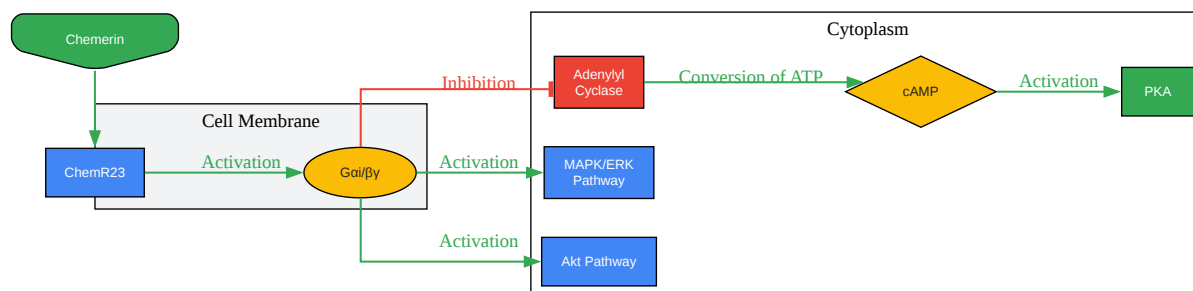 Cytoplasm
Chemerin
Inhibition
Adenylyl
Cyclase
Conversion of ATP
cAMP
Activation
PKA
Cell Membrane
ChemR23
Activation
Gαi/βγ
Activation
MAPK/ERK
Pathway
Activation
Akt Pathway